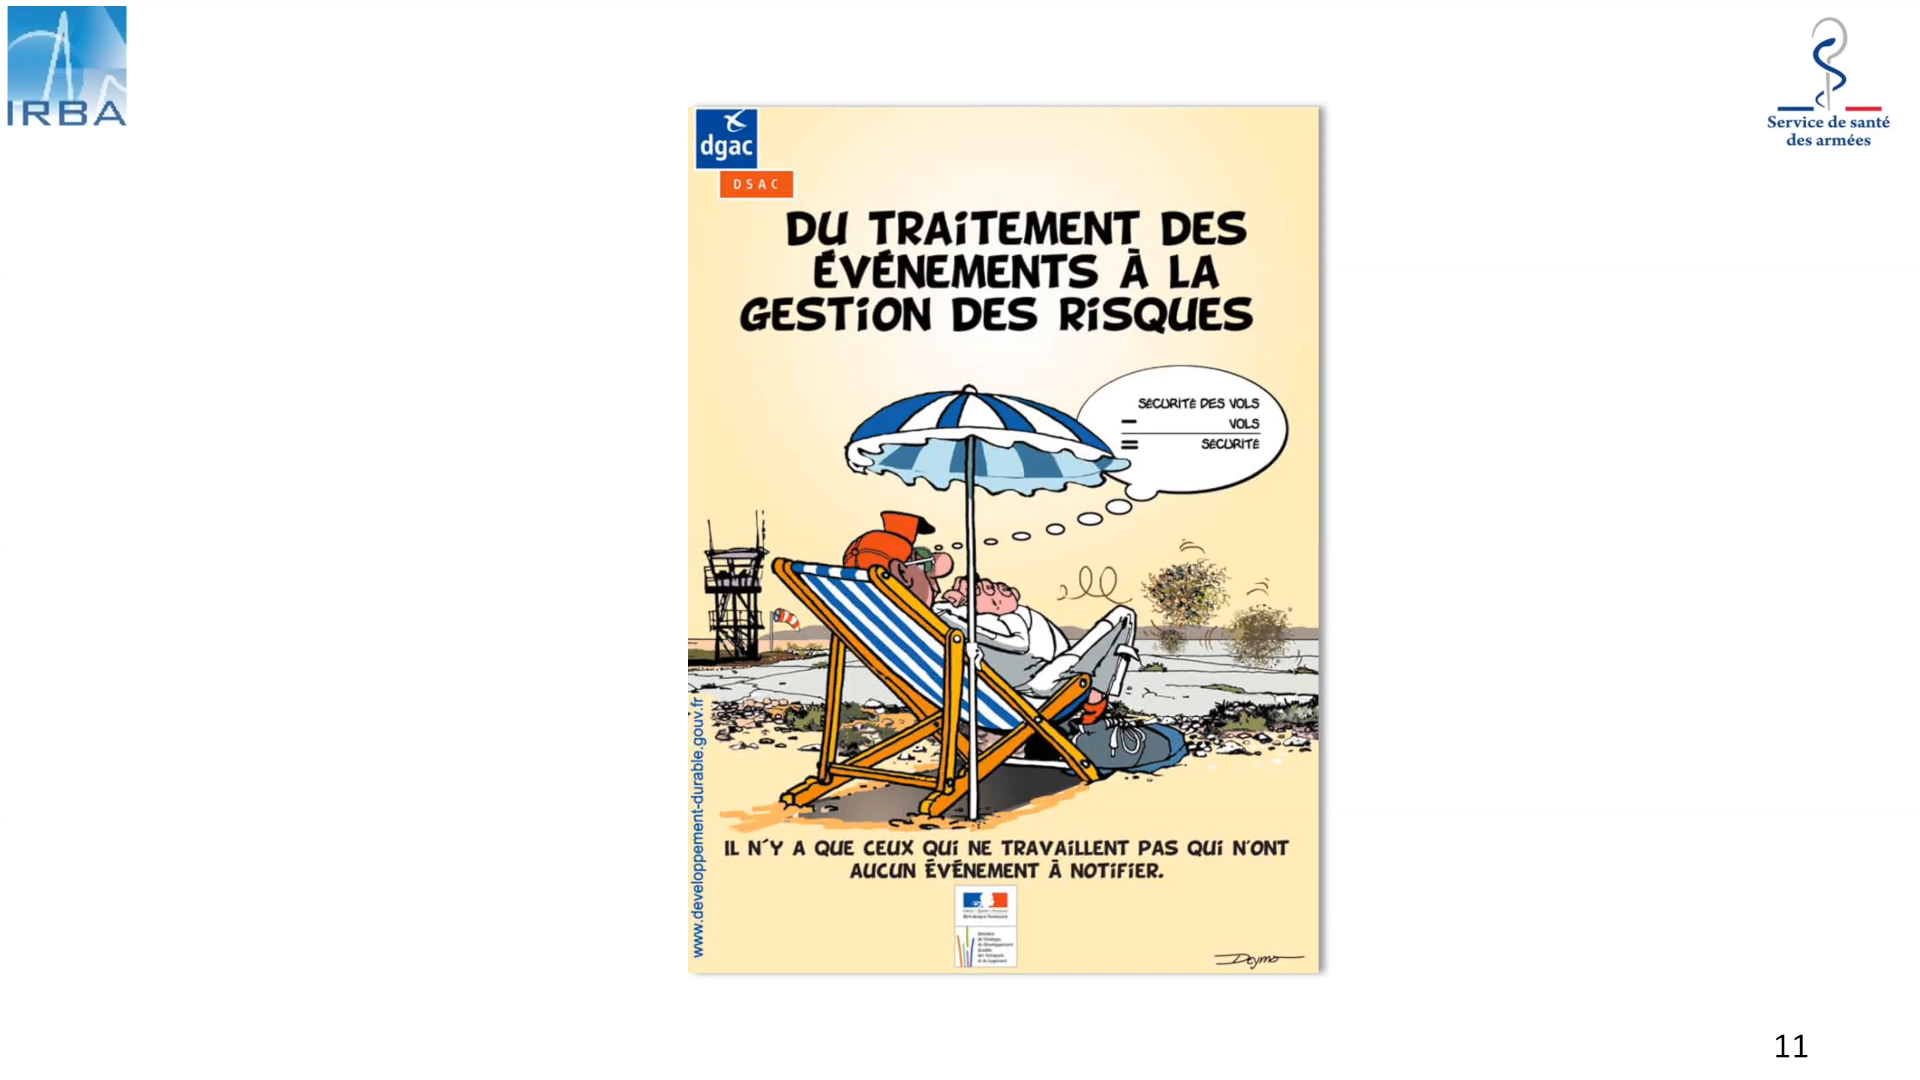 IRBA
Service de santé
des armées
dgac
DSAC
DU TRAiTEMENT DES
ÉVÉNEMENTS À LA
GESTiON DES RiSQUES
SÉCURITÉ DES VOLS
– VOLS
= SÉCURITÉ
www.developpement-durable.gouv.fr
IL N'Y A QUE CEUX QUi NE TRAVAiLLENT PAS QUi N'ONT
AUCUN ÉVÉNEMENT À NOTiFiER.
Deymo
11